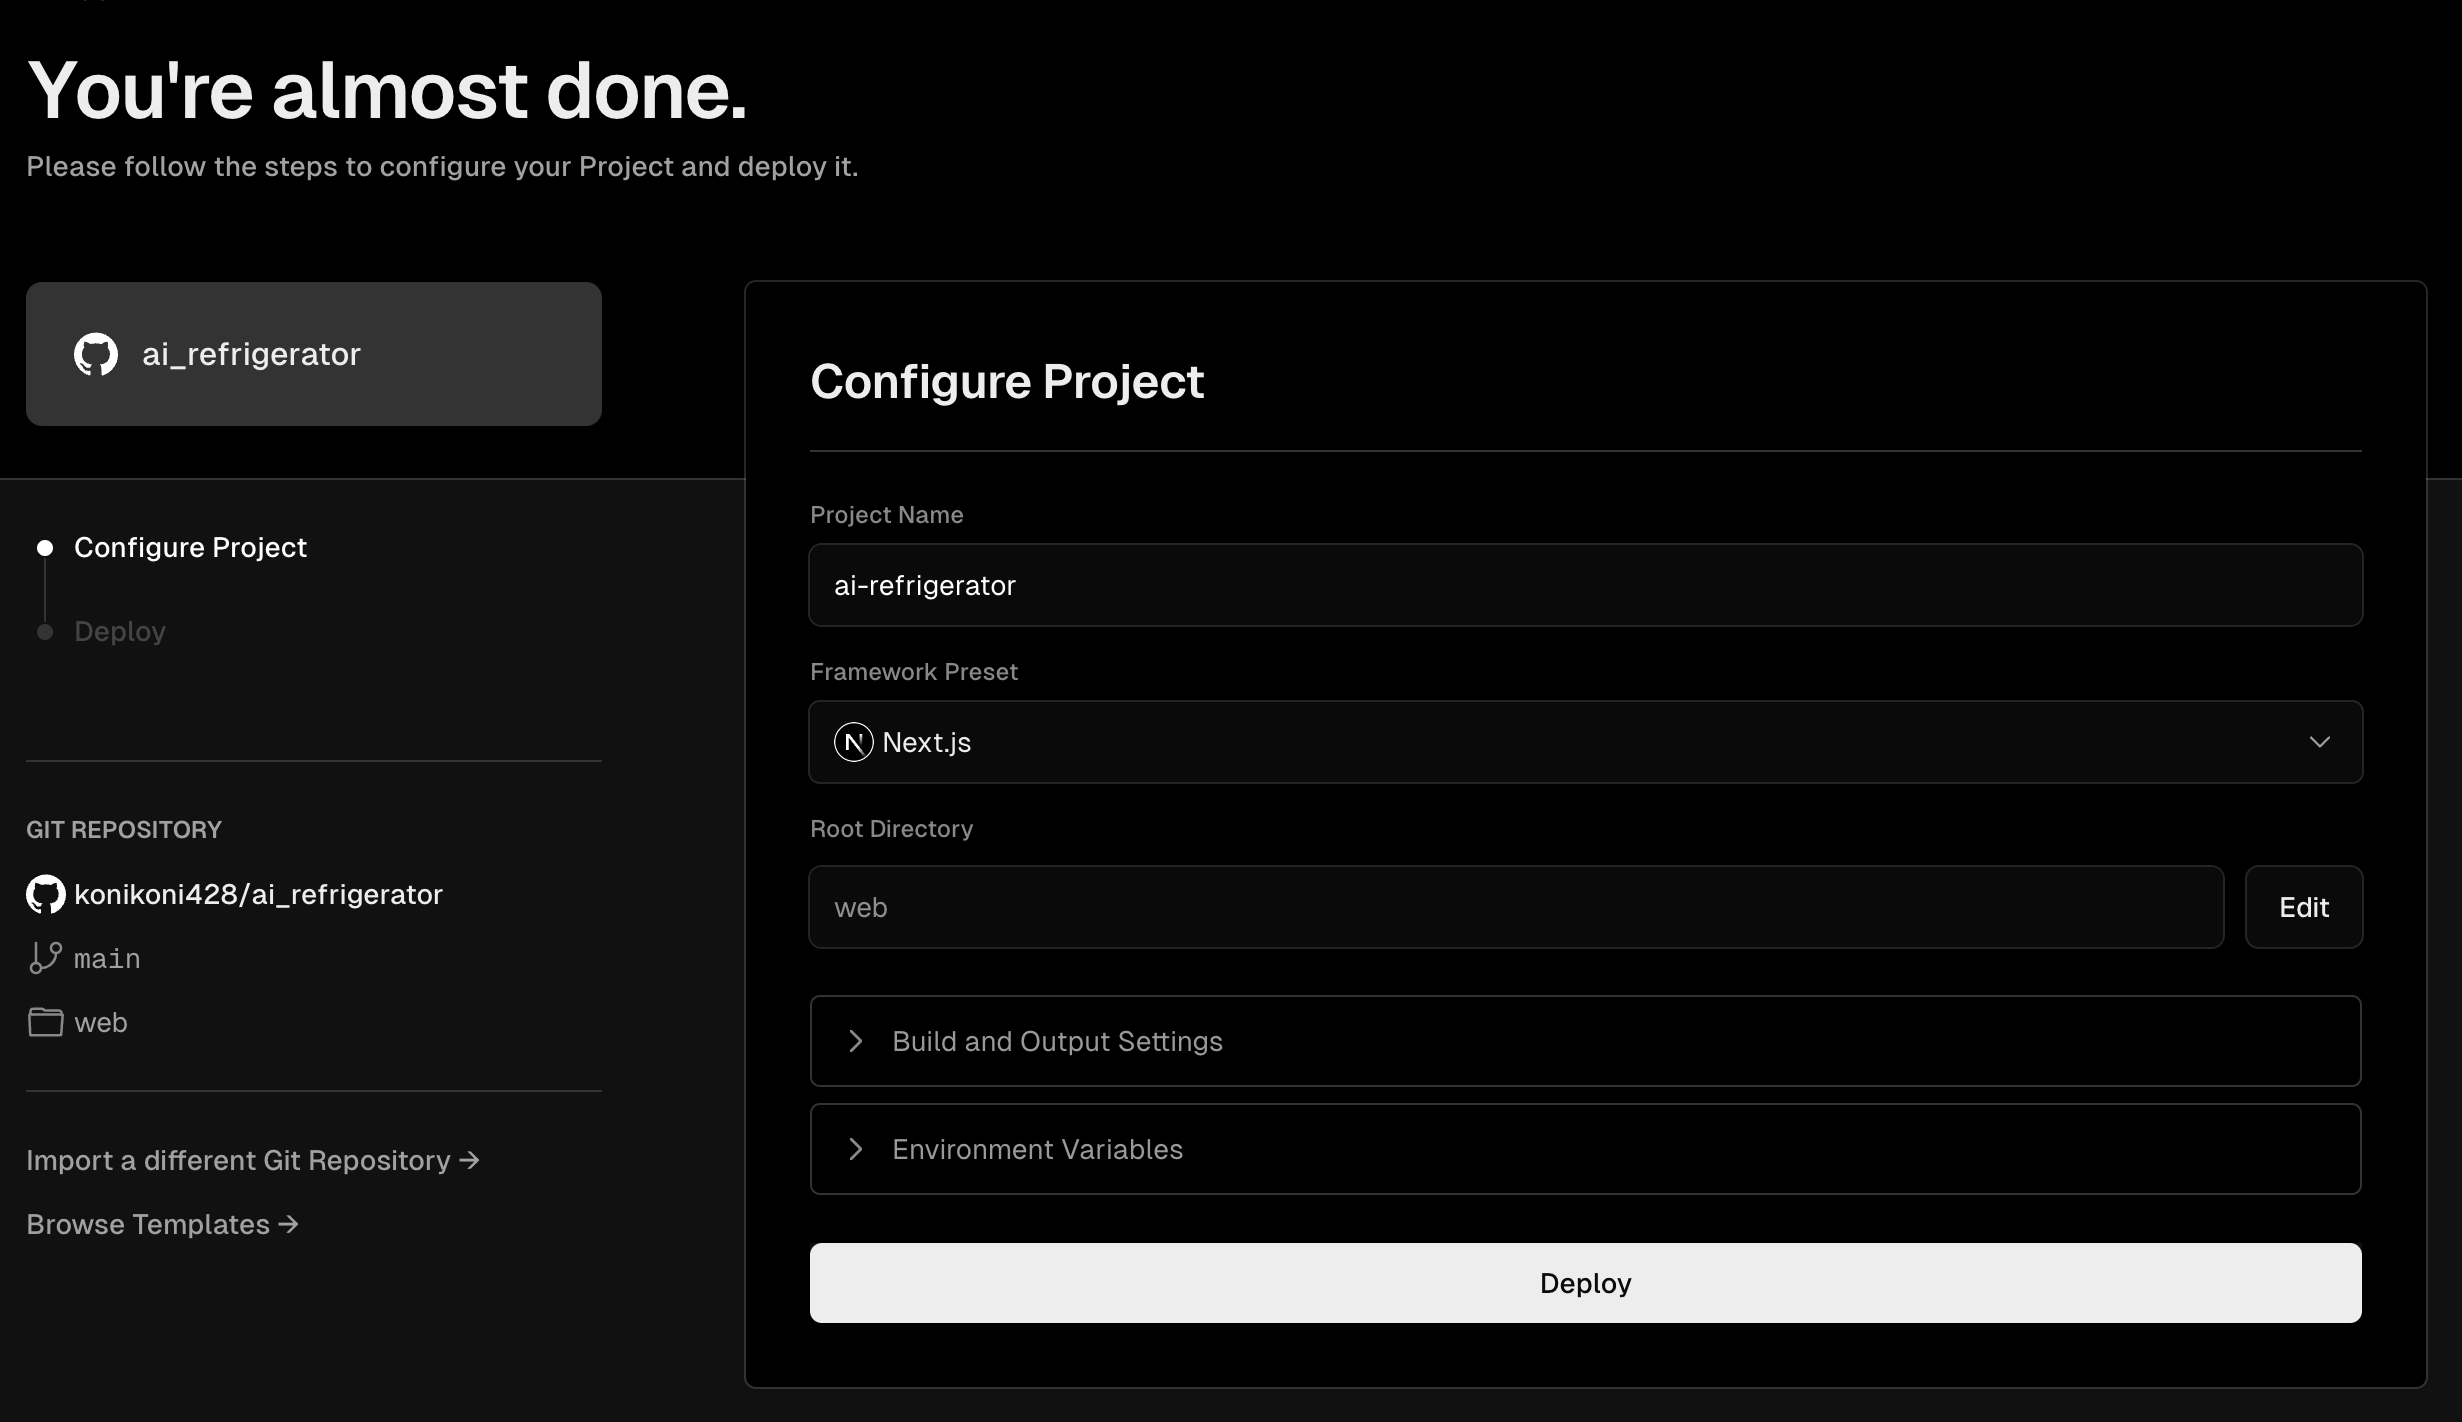 You're almost done.
Please follow the steps to configure your Project and deploy it.
ai_refrigerator
Configure Project
Deploy
GIT REPOSITORY
konikoni428/ai_refrigerator
main
web
Import a different Git Repository →
Browse Templates →
Configure Project
Project Name
ai-refrigerator
Framework Preset
Next.js
Root Directory
web
Edit
Build and Output Settings
Environment Variables
Deploy